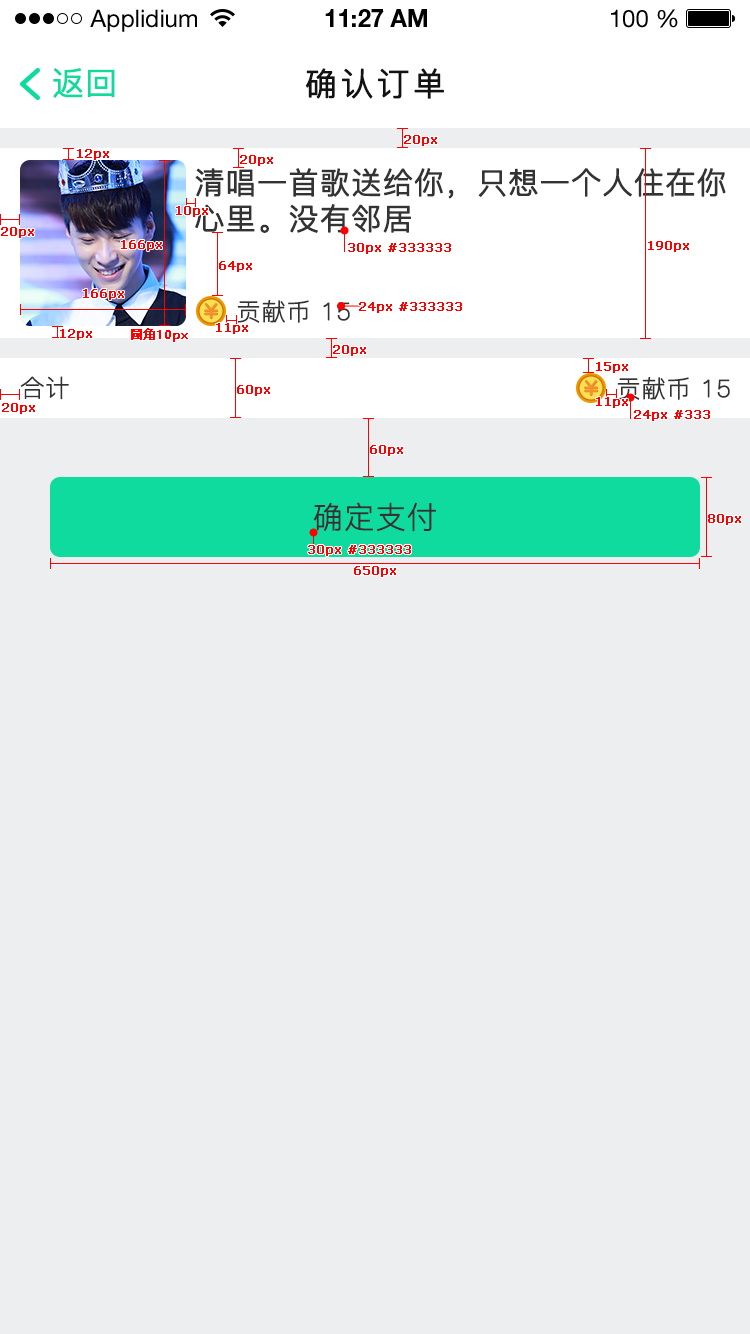 Applidium 11:27 AM 100 %
返回 确认订单
20px
12px
20px
清唱一首歌送给你，只想一个人住在你
心里。没有邻居
10px
20px
166px
190px
30px #333333
64px
166px
贡献币 15
24px #333333
11px
12px
圆角10px
20px
15px
合计
60px
贡献币 15
11px
20px
24px #333
60px
确定支付
80px
30px #333333
650px